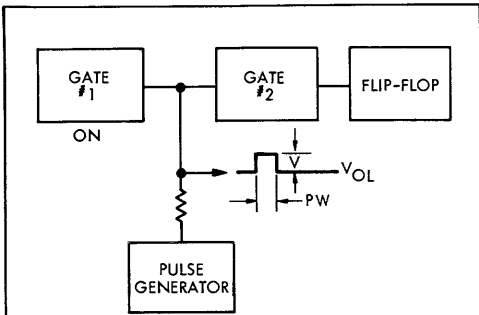 GATE
#1
ON
GATE
#2
FLIP-FLOP
V
VOL
PW
PULSE
GENERATOR